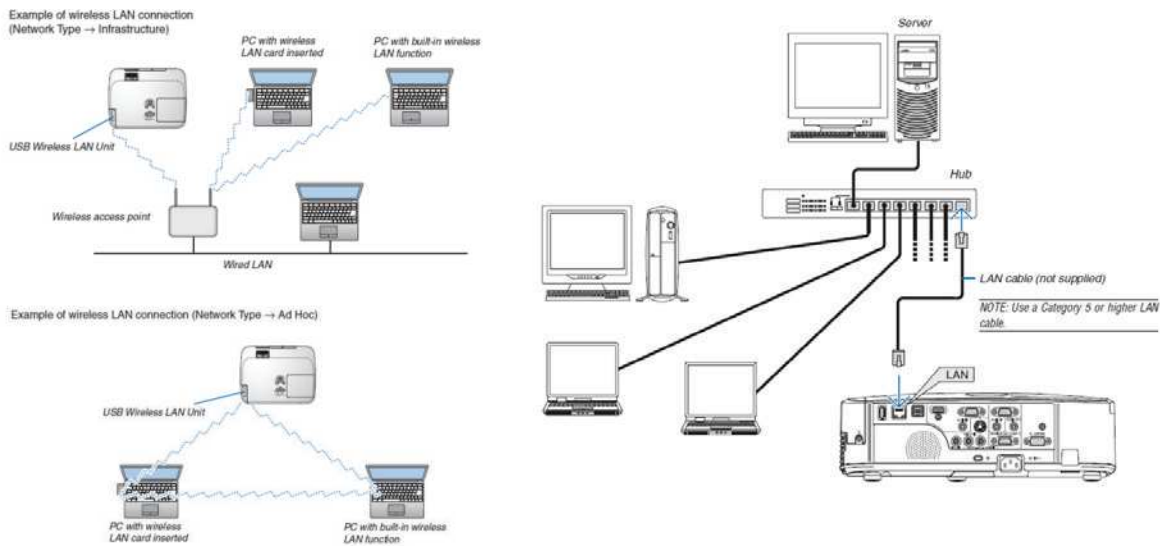 Example of wireless LAN connection
(Network Type → Infrastructure)
PC with wireless
LAN card inserted
PC with built-in wireless
LAN function
USB Wireless LAN Unit
Wireless access point
Wired LAN
Example of wireless LAN connection (Network Type → Ad Hoc)
USB Wireless LAN Unit
PC with wireless
LAN card inserted
PC with built-in wireless
LAN function
Server
Hub
LAN cable (not supplied)
NOTE: Use a Category 5 or higher LAN
cable.
LAN